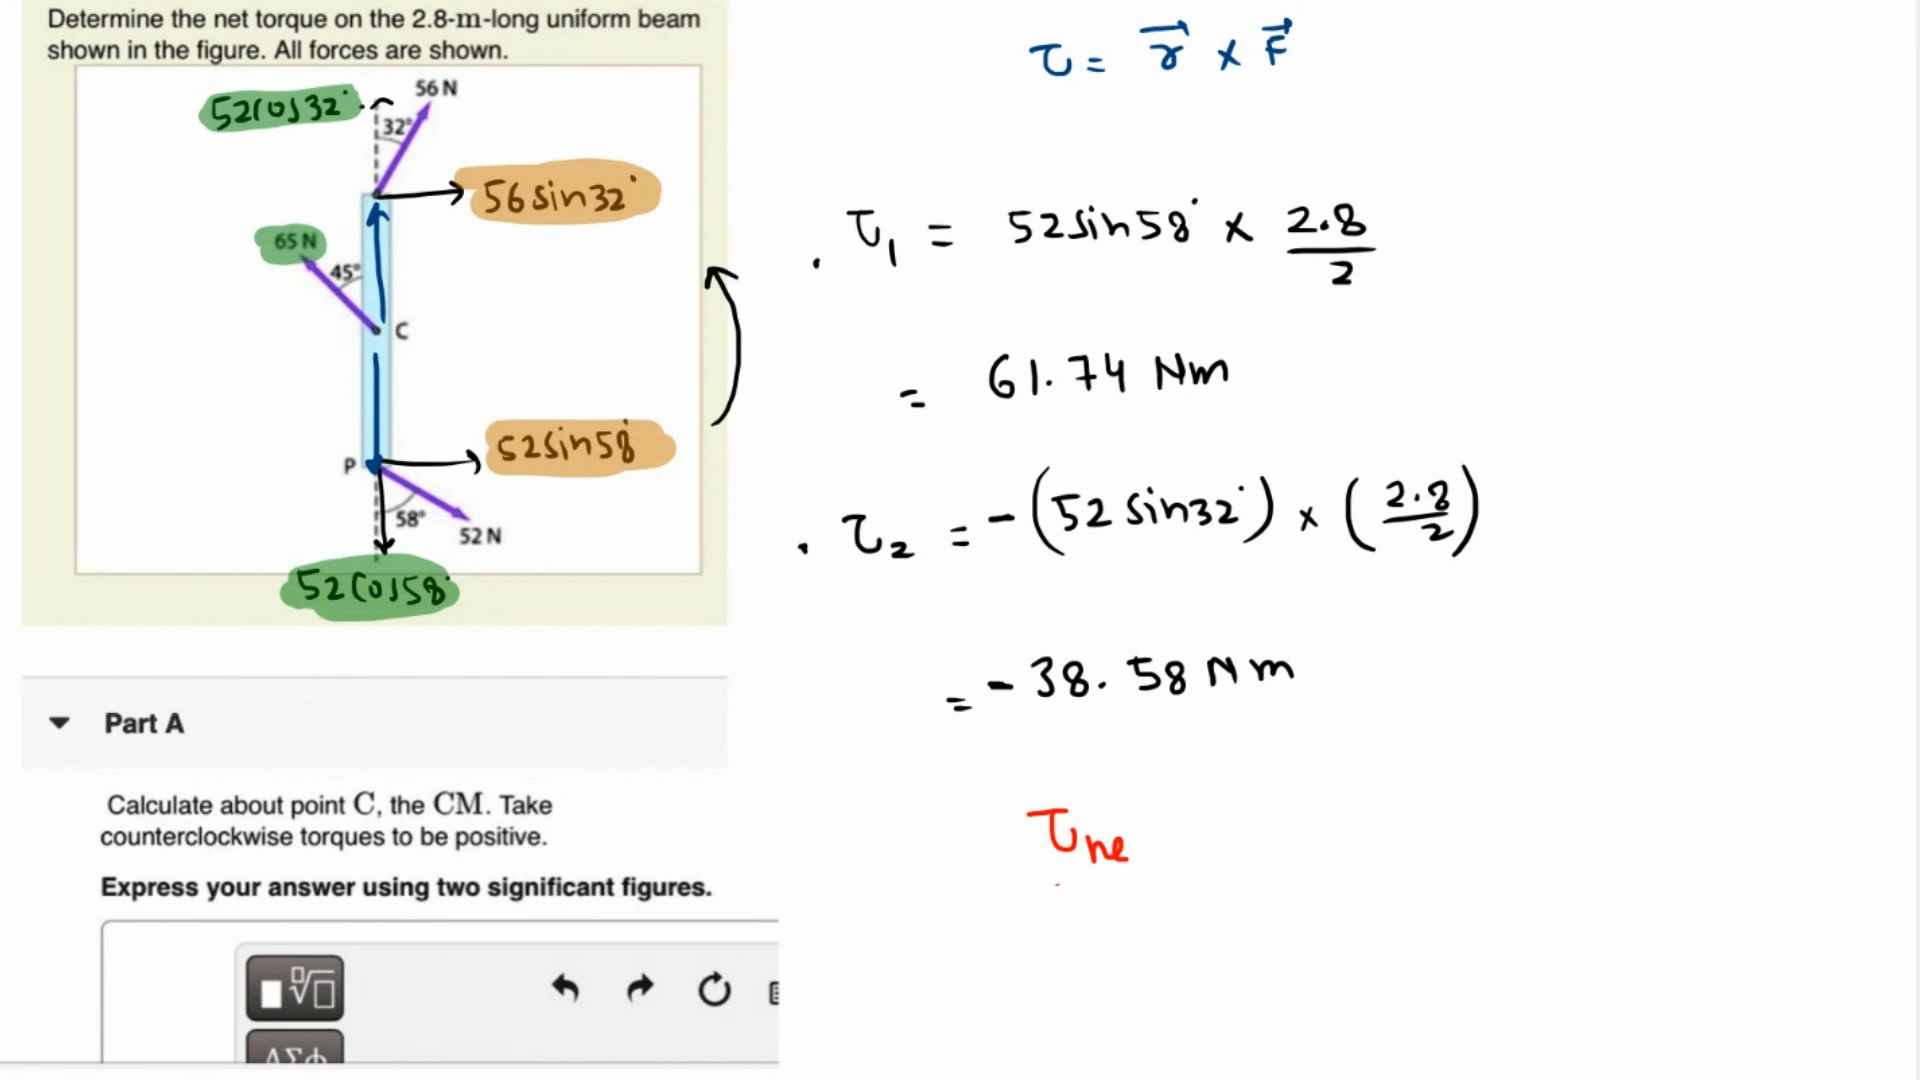 Determine the net torque on the 2.8-m-long uniform beam
shown in the figure. All forces are shown.
52cos32°
56 N
32°
56sin32°
65 N
45°
C
P
52sin58°
58°
52 N
52cos58°
Part A
Calculate about point C, the CM. Take
counterclockwise torques to be positive.
Express your answer using two significant figures.
ΑΣφ
τ = r⃗ × F⃗
. τ₁ = 52sin58° × 2.8/2
= 61.74 Nm
. τ₂ = -(52 sin32°) × (2.8/2)
= -38.58 Nm
τne